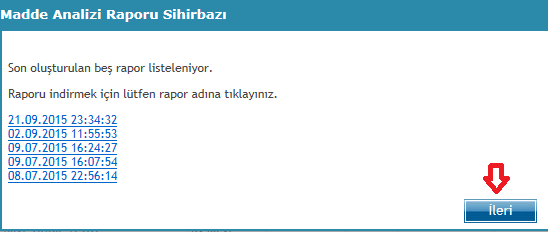 Madde Analizi Raporu Sihirbazı
Son oluşturulan beş rapor listeleniyor.
Raporu indirmek için lütfen rapor adına tıklayınız.
21.09.2015 23:34:32
02.09.2015 11:55:53
09.07.2015 16:24:27
09.07.2015 16:07:54
08.07.2015 22:56:14
İleri